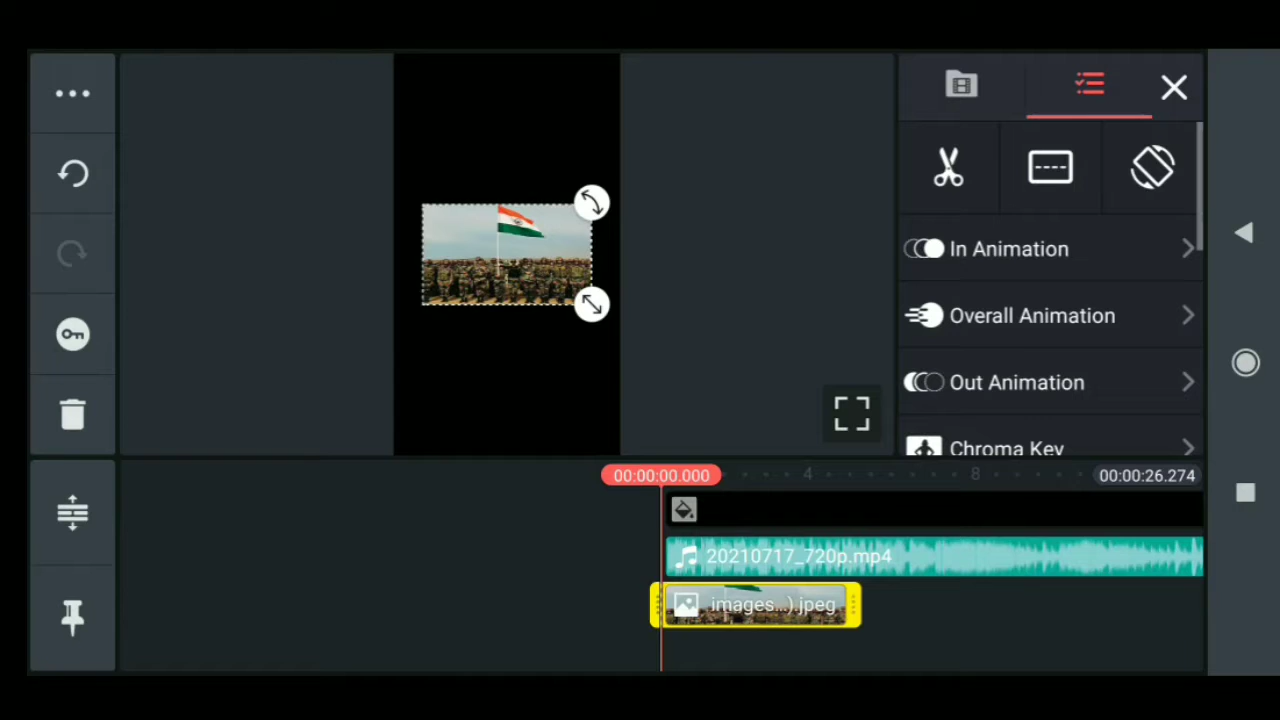 In Animation
Overall Animation
Out Animation
Chroma Key
00:00:00.000
4
8
00:00:26.274
20210717_720p.mp4
images...).jpeg